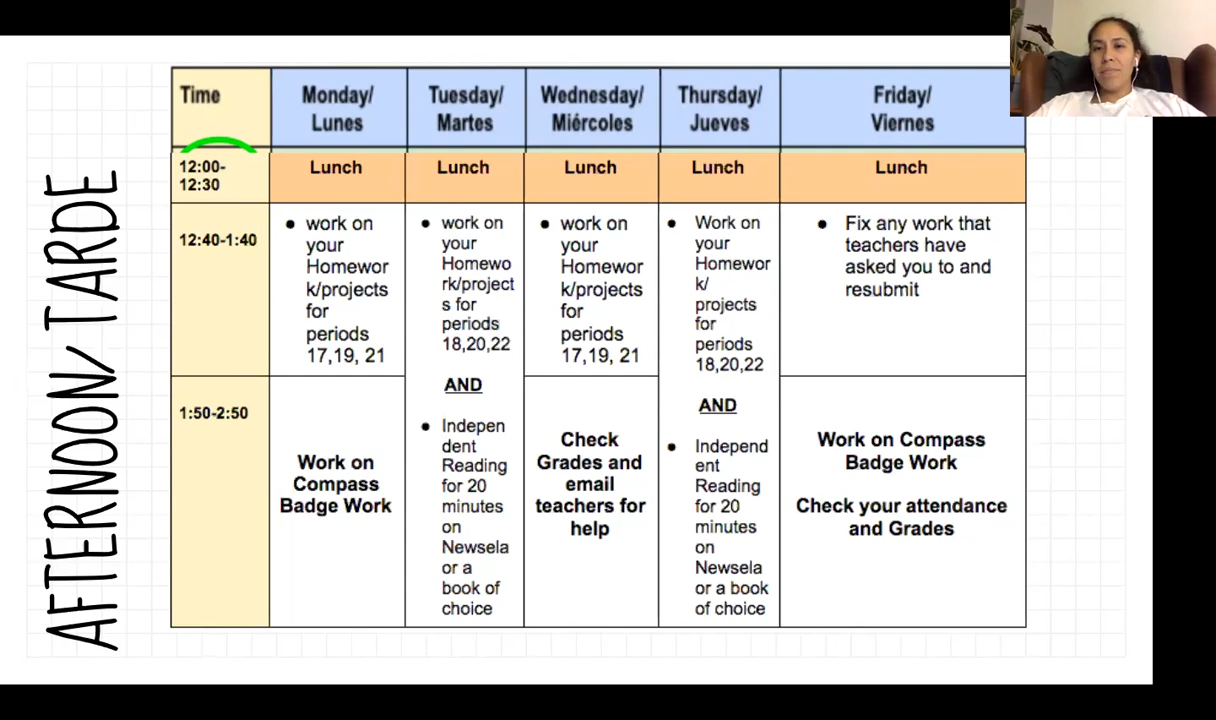 AFTERNOON/TARDE
Time
Monday/
Lunes
Tuesday/
Martes
Wednesday/
Miércoles
Thursday/
Jueves
Friday/
Viernes
12:00-
12:30
Lunch
Lunch
Lunch
Lunch
Lunch
12:40-1:40
● work on
your
Homewor
k/projects
for
periods
17,19, 21
● work on
your
Homewo
rk/project
s for
periods
18,20,22
AND
● Indepen
dent
Reading
for 20
minutes
on
Newsela
or a
book of
choice
● work on
your
Homewor
k/projects
for
periods
17,19, 21
● Work on
your
Homewor
k/
projects
for
periods
18,20,22
AND
● Independ
ent
Reading
for 20
minutes
on
Newsela
or a book
of choice
● Fix any work that
teachers have
asked you to and
resubmit
1:50-2:50
Work on
Compass
Badge Work
Check
Grades and
email
teachers for
help
Work on Compass
Badge Work
Check your attendance
and Grades